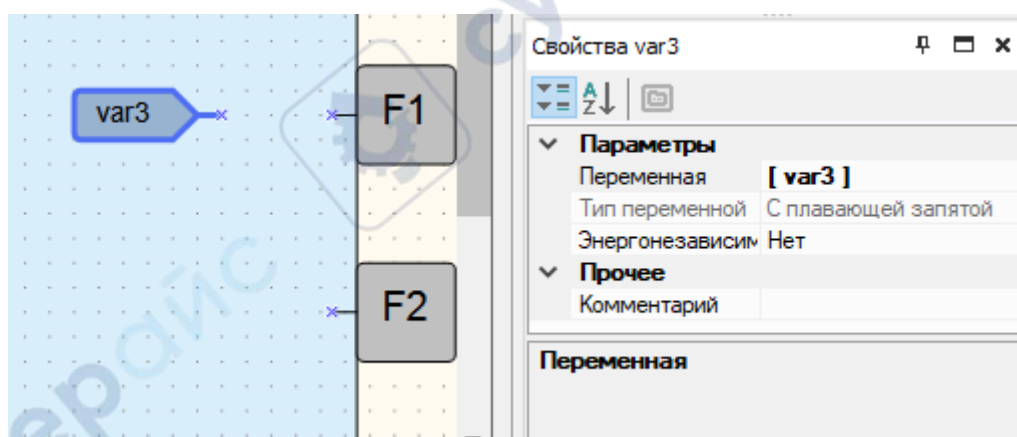 Свойства var3
var3
F1
F2
Параметры
Переменная [ var3 ]
Тип переменной С плавающей запятой
Энергонезависим Нет
Прочее
Комментарий
Переменная